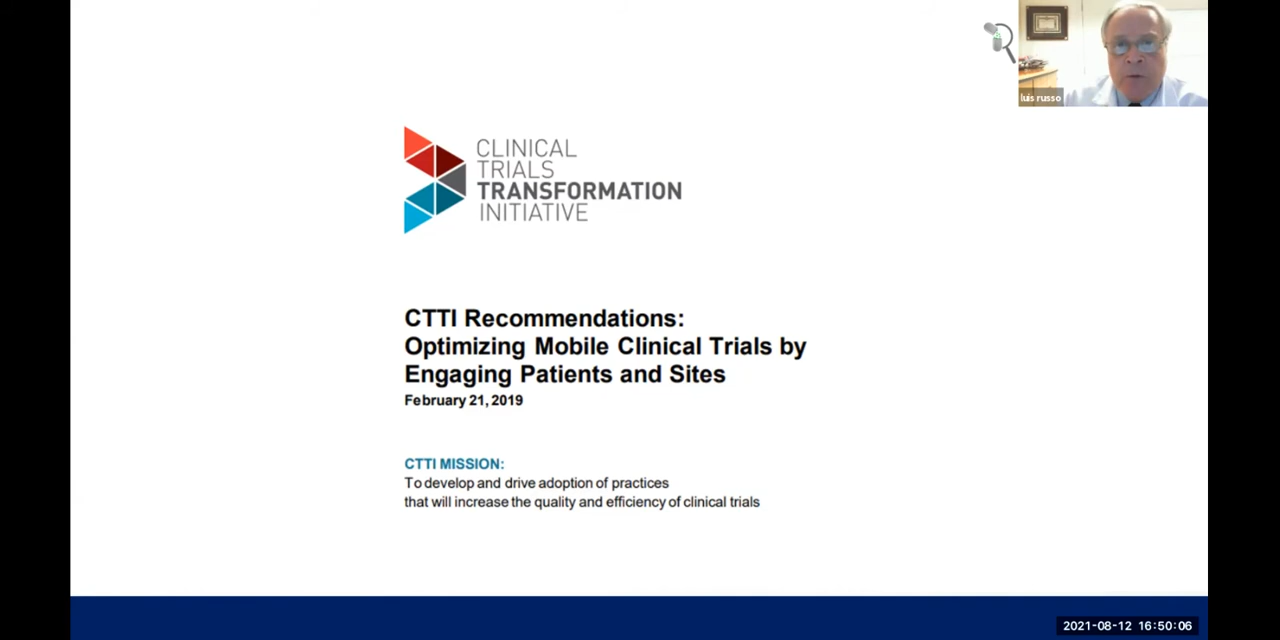 luis russo
CLINICAL
TRIALS
TRANSFORMATION
INITIATIVE
CTTI Recommendations:
Optimizing Mobile Clinical Trials by
Engaging Patients and Sites
February 21, 2019
CTTI MISSION:
To develop and drive adoption of practices
that will increase the quality and efficiency of clinical trials
2021-08-12 16:50:06